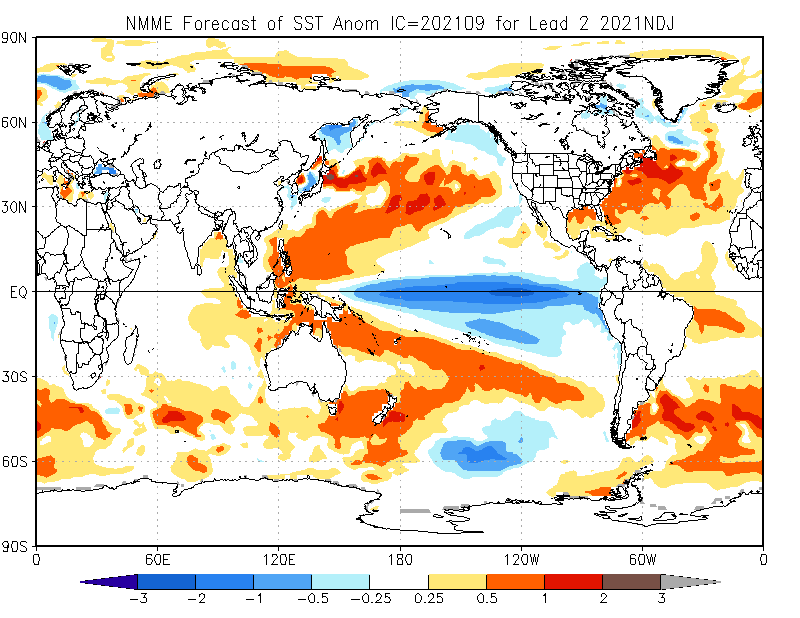 NMME Forecast of SST Anom IC=202109 for Lead 2 2021NDJ
90N
60N
30N
EQ
30S
60S
90S
0 60E 120E 180 120W 60W 0
-3 -2 -1 -0.5 -0.25 0.25 0.5 1 2 3